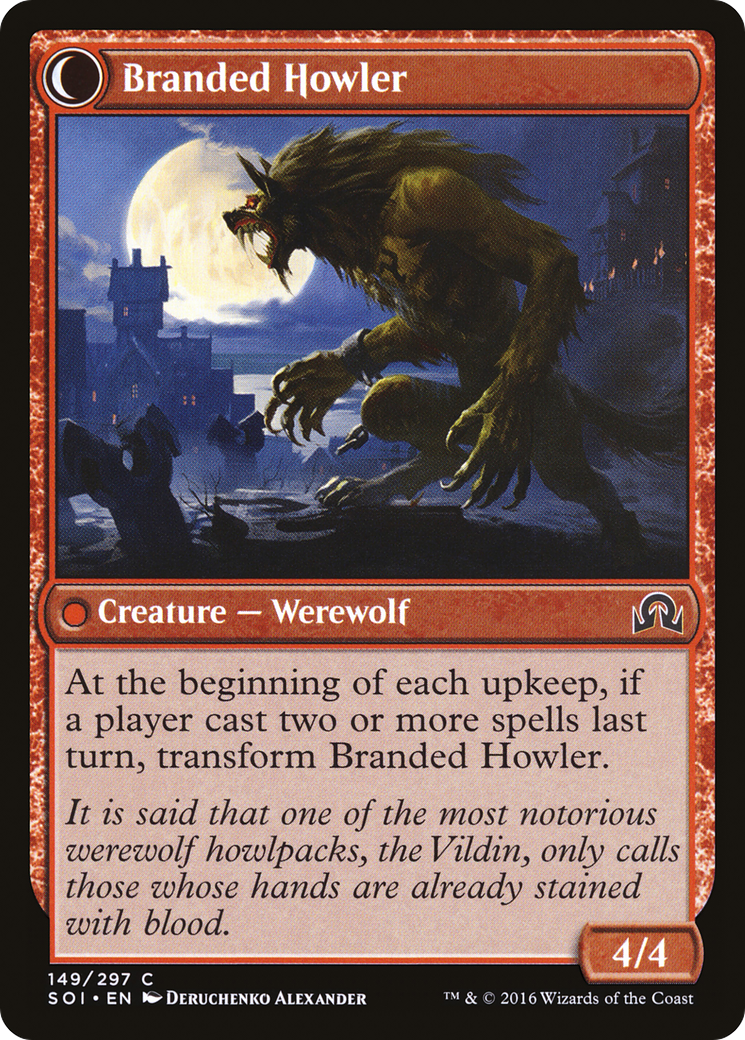 Branded Howler
Creature — Werewolf
At the beginning of each upkeep, if
a player cast two or more spells last
turn, transform Branded Howler.
It is said that one of the most notorious
werewolf howlpacks, the Vildin, only calls
those whose hands are already stained
with blood.
4/4
149/297 C
SOI • EN Deruchenko Alexander
™ & © 2016 Wizards of the Coast